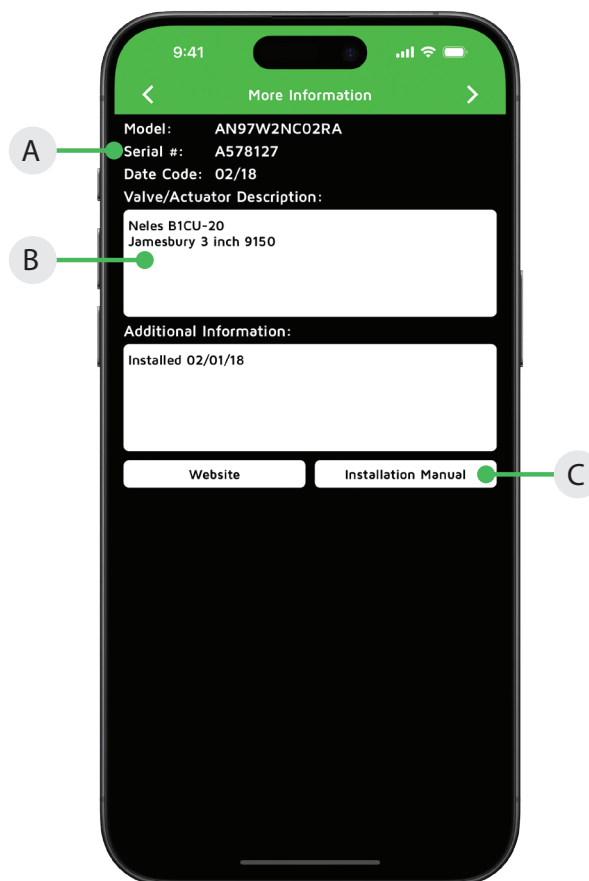 9:41
More Information
Model: AN97W2NC02RA
A
Serial #: A578127
Date Code: 02/18
Valve/Actuator Description:
Neles B1CU-20
Jamesbury 3 inch 9150
B
Additional Information:
Installed 02/01/18
Website Installation Manual
C